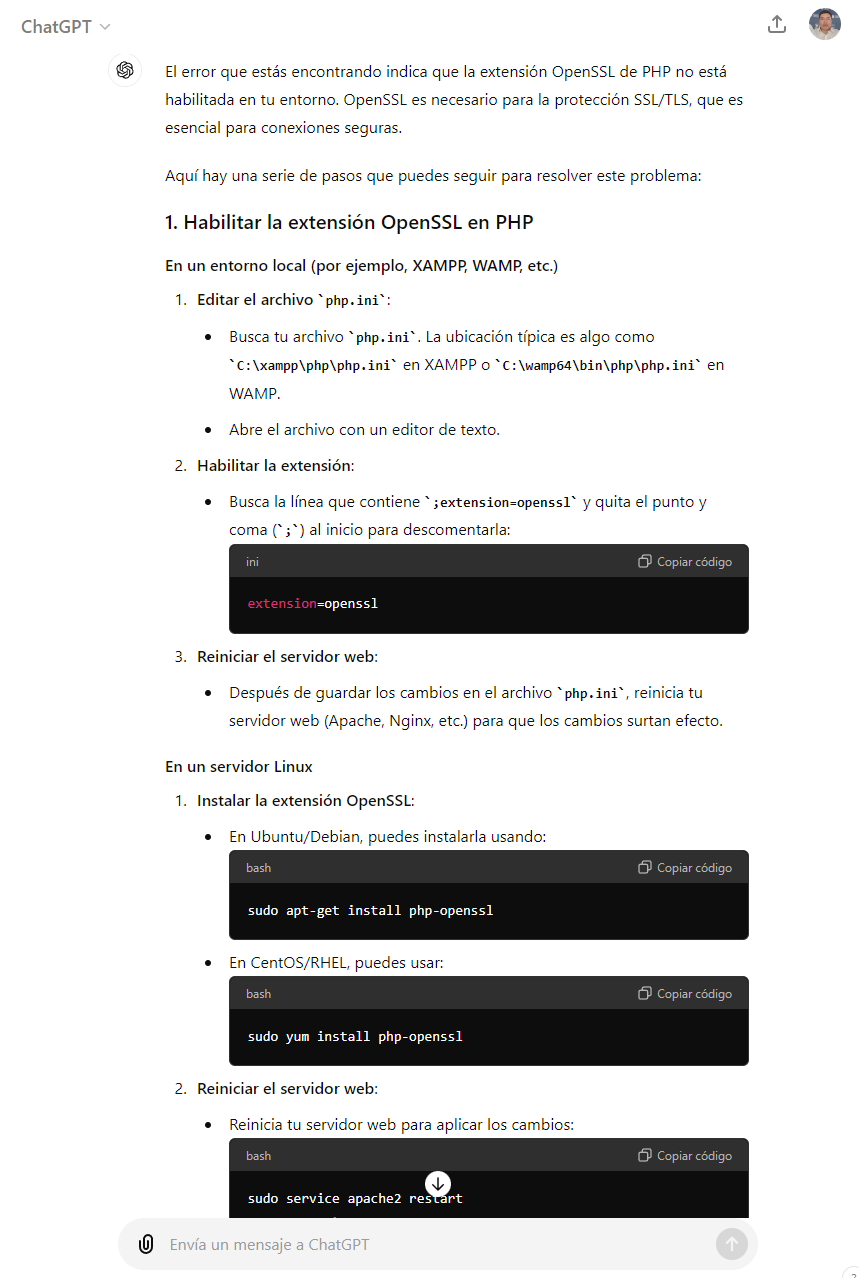 ChatGPT
El error que estás encontrando indica que la extensión OpenSSL de PHP no está
habilitada en tu entorno. OpenSSL es necesario para la protección SSL/TLS, que es
esencial para conexiones seguras.
Aquí hay una serie de pasos que puedes seguir para resolver este problema:
1. Habilitar la extensión OpenSSL en PHP
En un entorno local (por ejemplo, XAMPP, WAMP, etc.)
1. Editar el archivo `php.ini`:
• Busca tu archivo `php.ini`. La ubicación típica es algo como
`C:\xampp\php\php.ini` en XAMPP o `C:\wamp64\bin\php\php.ini` en
WAMP.
• Abre el archivo con un editor de texto.
2. Habilitar la extensión:
• Busca la línea que contiene `;extension=openssl` y quita el punto y
coma (`;`) al inicio para descomentarla:
ini Copiar código
extension=openssl
3. Reiniciar el servidor web:
• Después de guardar los cambios en el archivo `php.ini`, reinicia tu
servidor web (Apache, Nginx, etc.) para que los cambios surtan efecto.
En un servidor Linux
1. Instalar la extensión OpenSSL:
• En Ubuntu/Debian, puedes instalarla usando:
bash Copiar código
sudo apt-get install php-openssl
• En CentOS/RHEL, puedes usar:
bash Copiar código
sudo yum install php-openssl
2. Reiniciar el servidor web:
• Reinicia tu servidor web para aplicar los cambios:
bash Copiar código
sudo service apache2 restart
Envía un mensaje a ChatGPT